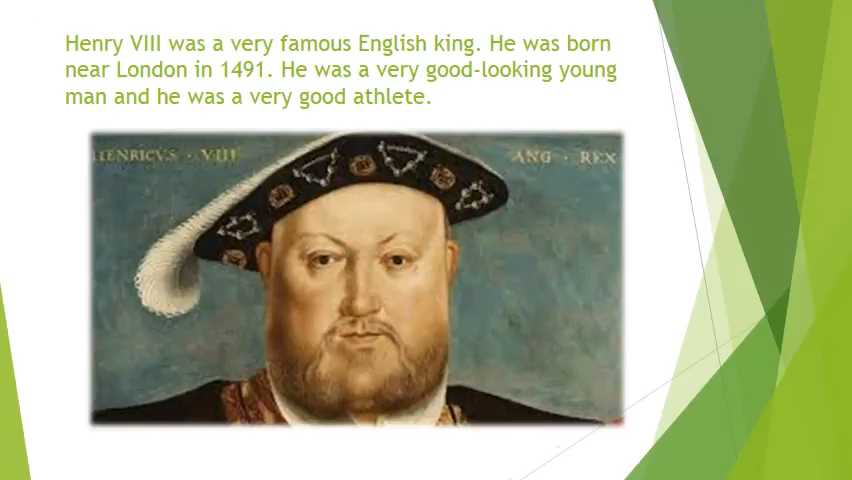 Henry VIII was a very famous English king. He was born
near London in 1491. He was a very good-looking young
man and he was a very good athlete.
HENRICVS · VIII ANG · REX